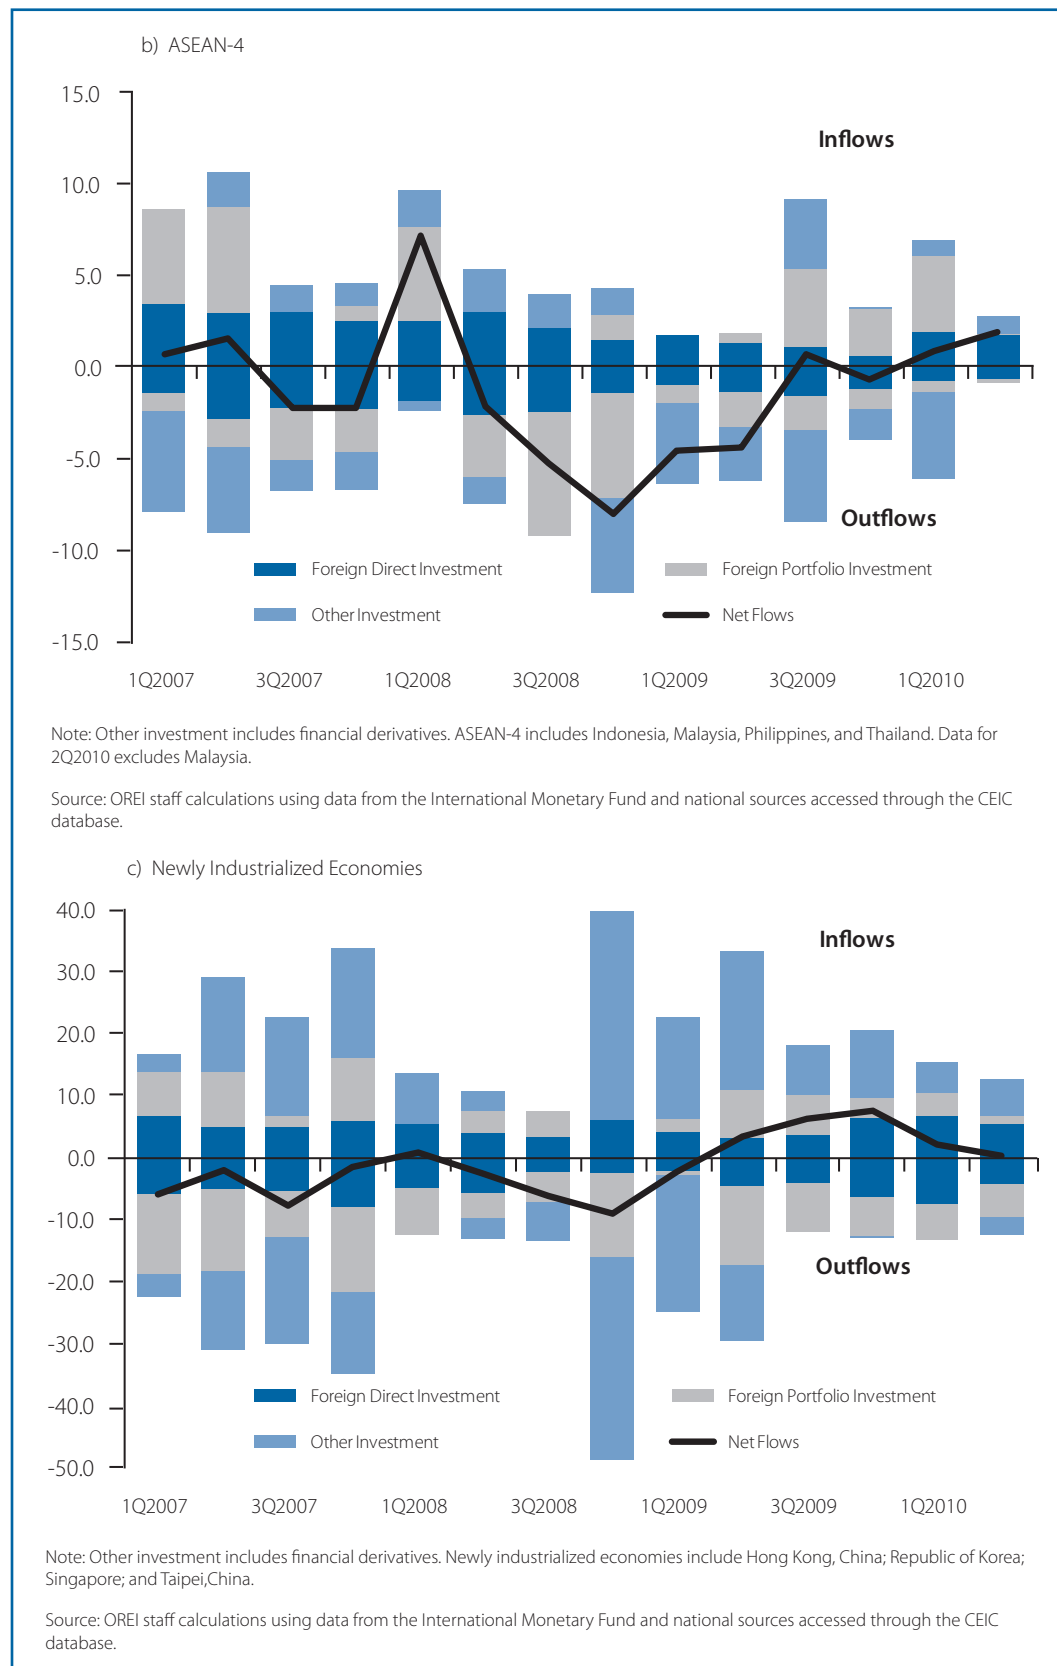 b) ASEAN-4
15.0
Inflows
10.0
5.0
0.0
-5.0
Outflows
-10.0
Foreign Direct Investment
Foreign Portfolio Investment
Other Investment
Net Flows
-15.0
1Q2007 3Q2007 1Q2008 3Q2008 1Q2009 3Q2009 1Q2010
Note: Other investment includes financial derivatives. ASEAN-4 includes Indonesia, Malaysia, Philippines, and Thailand. Data for
2Q2010 excludes Malaysia.
Source: OREI staff calculations using data from the International Monetary Fund and national sources accessed through the CEIC
database.
c) Newly Industrialized Economies
40.0
Inflows
30.0
20.0
10.0
0.0
-10.0
Outflows
-20.0
-30.0
Foreign Direct Investment
Foreign Portfolio Investment
-40.0
Other Investment
Net Flows
-50.0
1Q2007 3Q2007 1Q2008 3Q2008 1Q2009 3Q2009 1Q2010
Note: Other investment includes financial derivatives. Newly industrialized economies include Hong Kong, China; Republic of Korea;
Singapore; and Taipei,China.
Source: OREI staff calculations using data from the International Monetary Fund and national sources accessed through the CEIC
database.